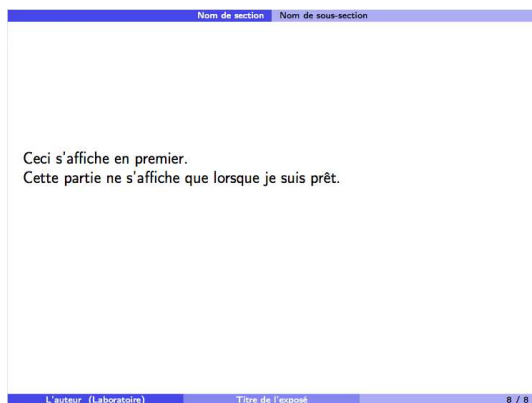 Nom de section Nom de sous-section
Ceci s'affiche en premier.
Cette partie ne s'affiche que lorsque je suis prêt.
L'auteur (Laboratoire) Titre de l'exposé 8 / 8